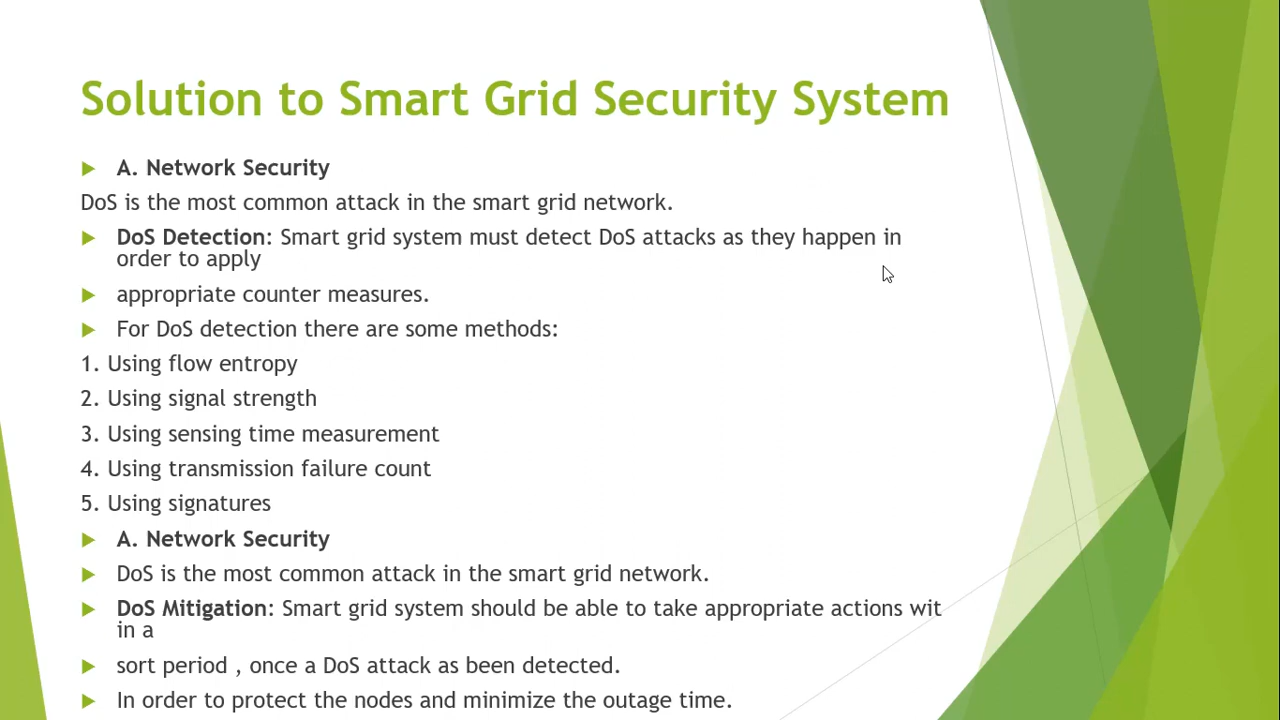 Solution to Smart Grid Security System
A. Network Security
DoS is the most common attack in the smart grid network.
DoS Detection: Smart grid system must detect DoS attacks as they happen in
order to apply
appropriate counter measures.
For DoS detection there are some methods:
1. Using flow entropy
2. Using signal strength
3. Using sensing time measurement
4. Using transmission failure count
5. Using signatures
A. Network Security
DoS is the most common attack in the smart grid network.
DoS Mitigation: Smart grid system should be able to take appropriate actions wit
in a
sort period , once a DoS attack as been detected.
In order to protect the nodes and minimize the outage time.